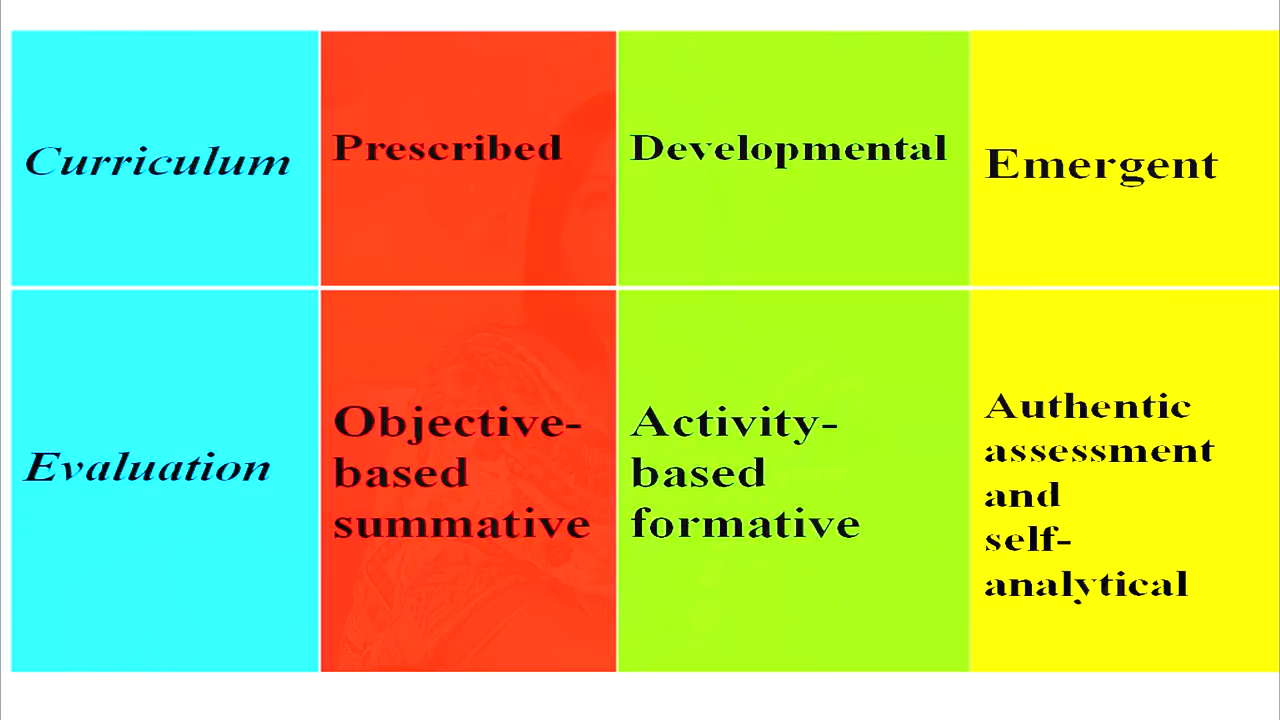 Curriculum
Prescribed
Developmental
Emergent
Evaluation
Objective-
based
summative
Activity-
based
formative
Authentic
assessment
and
self-
analytical